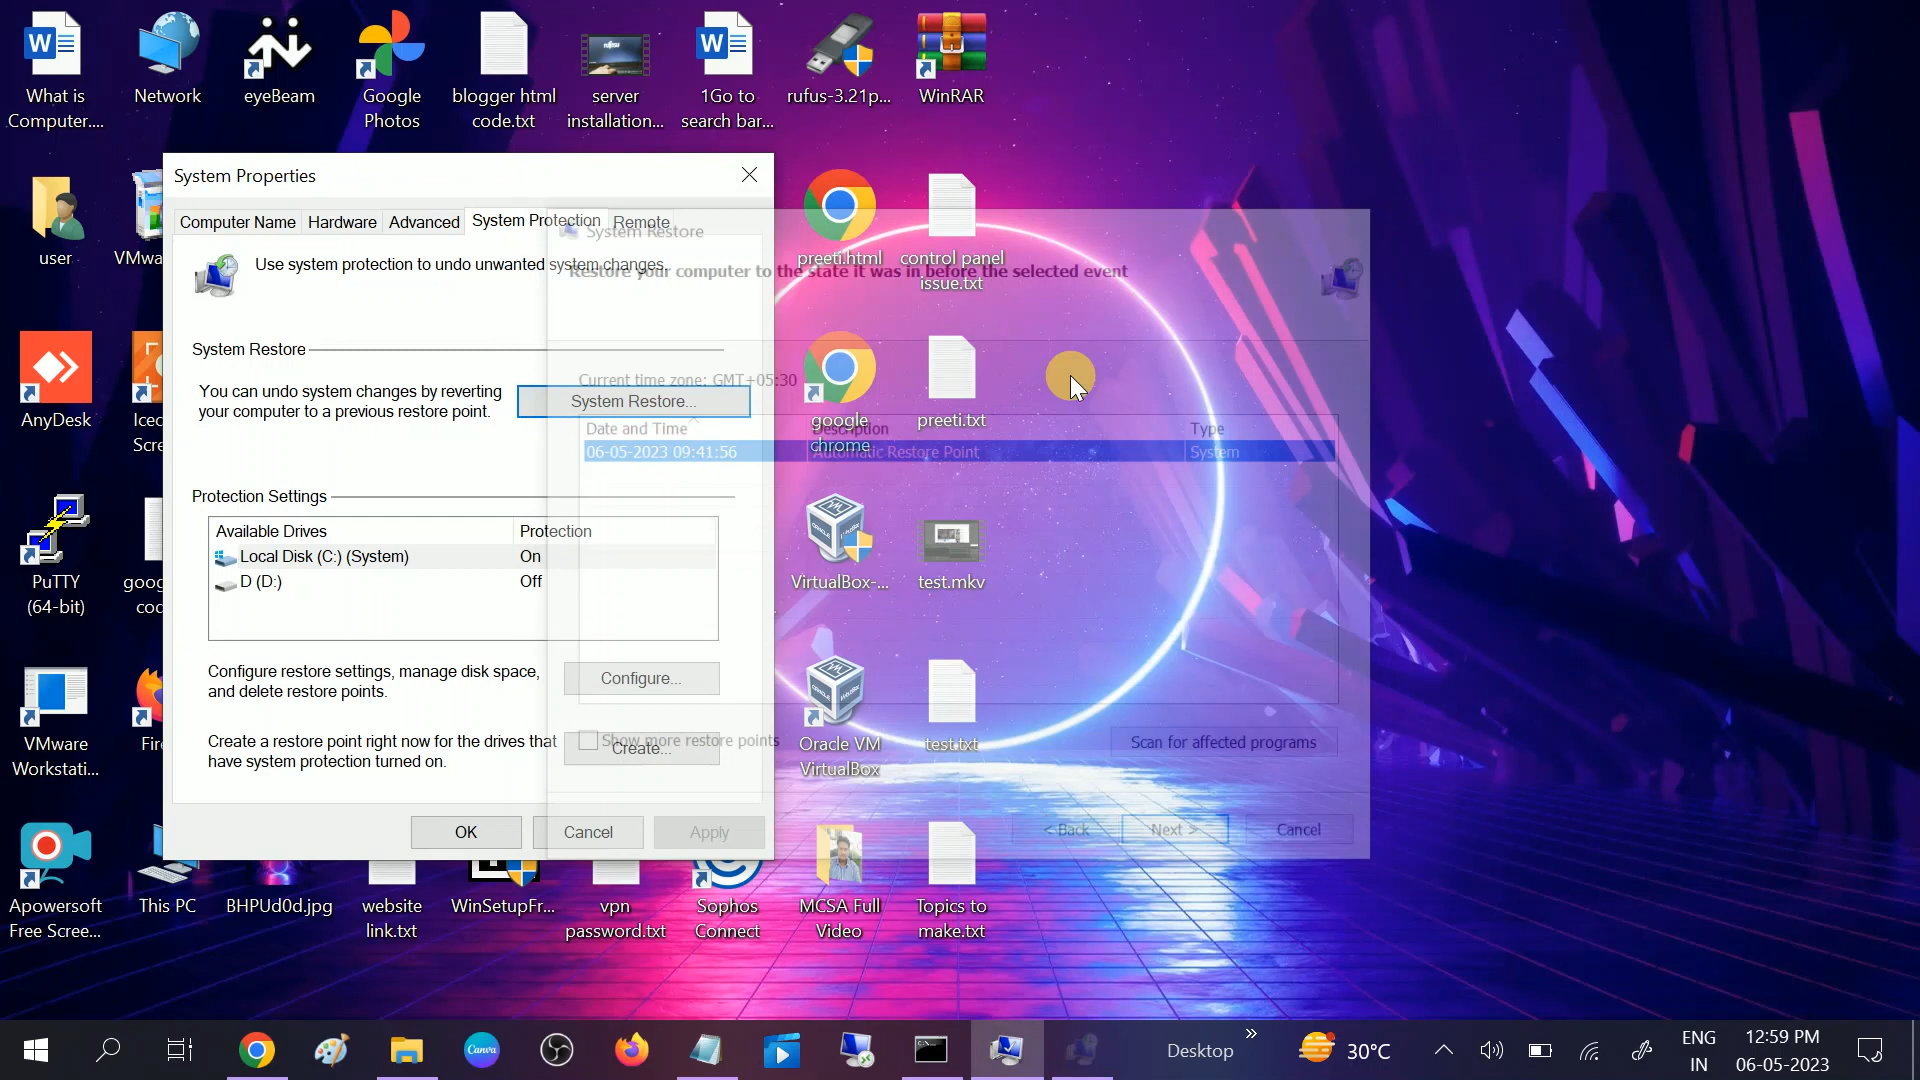 What is
Computer....
Network
eyeBeam
Google
Photos
blogger html
code.txt
server
installation...
1Go to
search bar...
rufus-3.21p...
WinRAR
user
VMwa
AnyDesk
Icec
Scre
PuTTY
(64-bit)
goog
coo
VMware
Workstati...
Fire
Apowersoft
Free Scree...
This PC
BHPUd0d.jpg
website
link.txt
WinSetupFr...
vpn
password.txt
Sophos
Connect
MCSA Full
Video
Topics to
make.txt
preeti.html
control panel
issue.txt
google
chrome
preeti.txt
VirtualBox-...
test.mkv
Oracle VM
VirtualBox
test.txt
System Properties
Computer Name
Hardware
Advanced
System Protection
Remote
Use system protection to undo unwanted system changes.
System Restore
You can undo system changes by reverting
your computer to a previous restore point.
System Restore...
Protection Settings
Available Drives
Protection
Local Disk (C:) (System)
On
D (D:)
Off
Configure restore settings, manage disk space,
and delete restore points.
Configure...
Create a restore point right now for the drives that
have system protection turned on.
Create...
OK
Cancel
Apply
System Restore
Restore your computer to the state it was in before the selected event
Current time zone: GMT+05:30
Date and Time
Description
Type
06-05-2023 09:41:56
Automatic Restore Point
System
Show more restore points
Scan for affected programs
< Back
Next >
Cancel
Canva
Desktop
30°C
ENG
IN
12:59 PM
06-05-2023